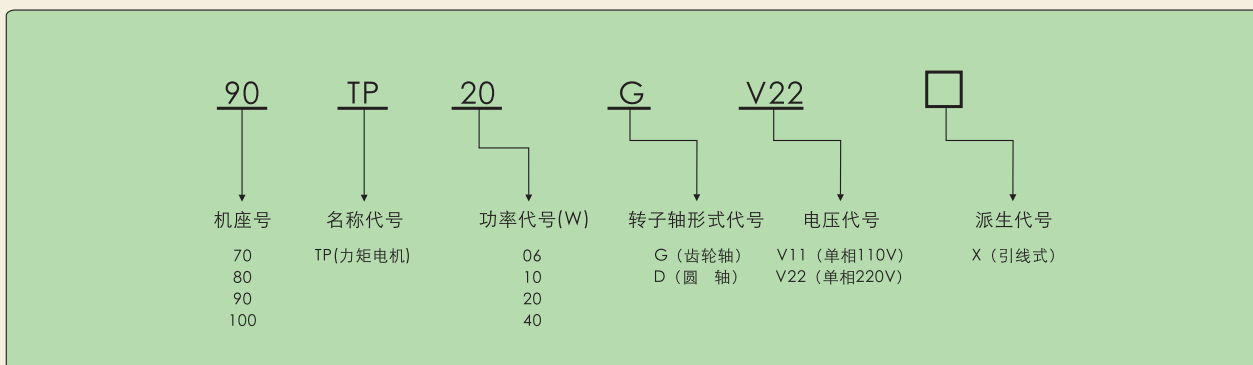 90 TP 20 G V22 □
机座号 名称代号 功率代号(W) 转子轴形式代号 电压代号 派生代号
70 TP(力矩电机) 06 G（齿轮轴） V11（单相110V） X（引线式）
80 10 D（圆 轴） V22（单相220V）
90 20
100 40